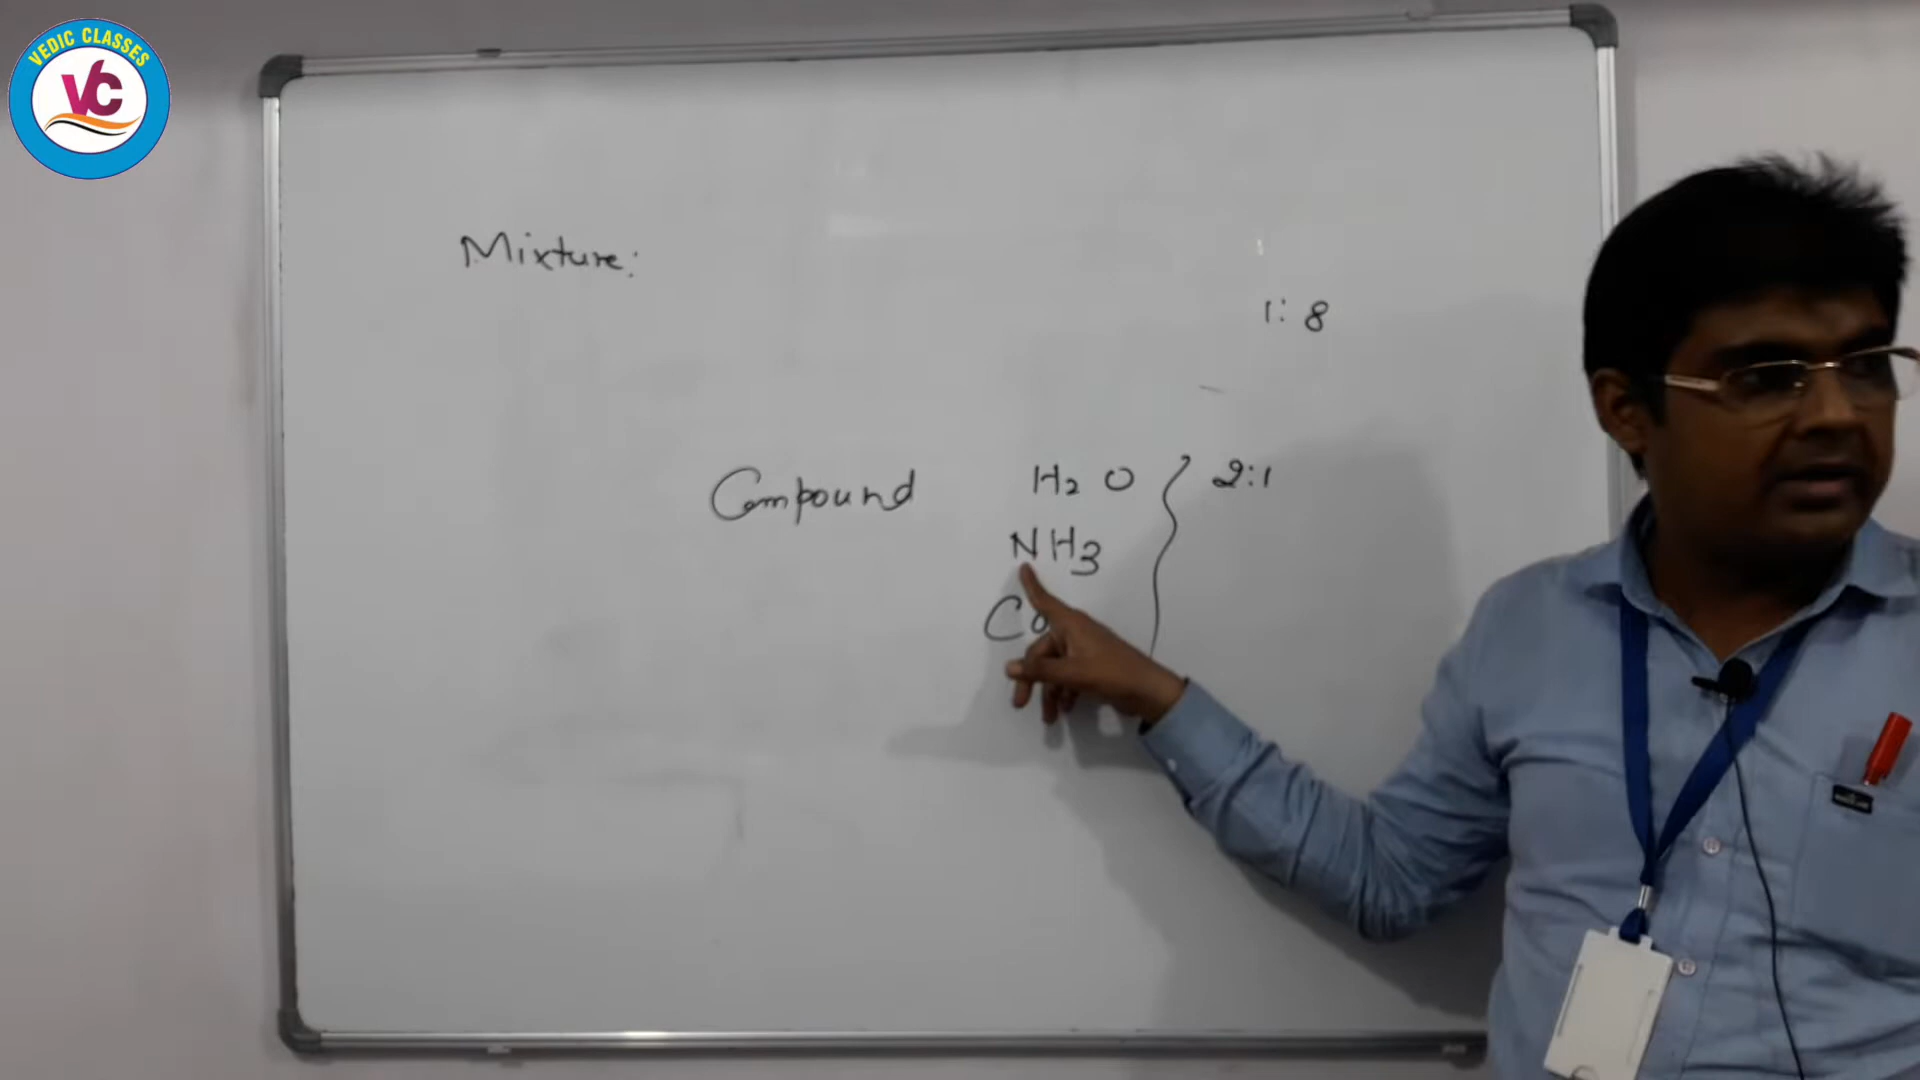 VEDIC CLASSES
VC
Mixture:
1: 8
Compound H2 O 2:1
NH3